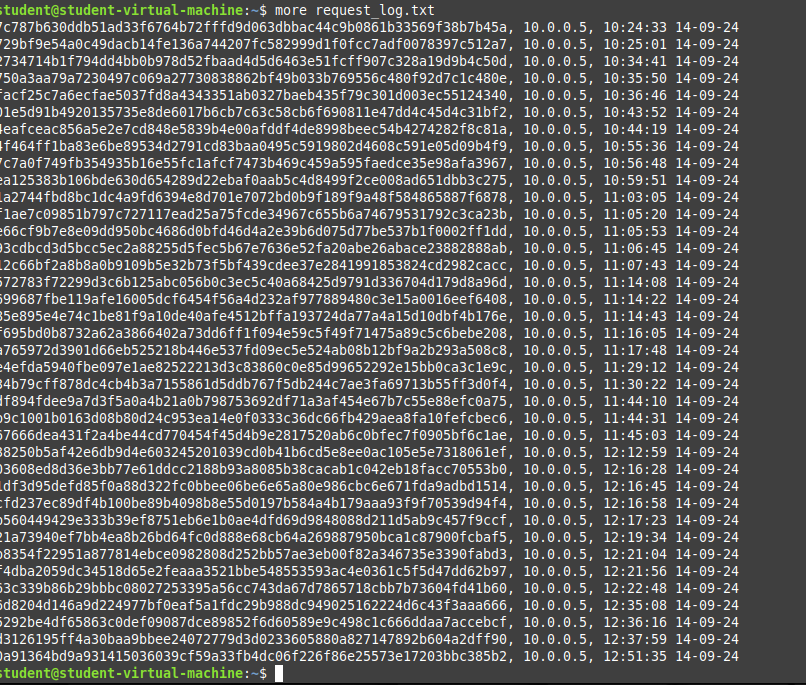 student@student-virtual-machine:~$ more request_log.txt
7c787b630ddb51ad33f6764b72fffd9d063dbbac44c9b0861b33569f38b7b45a, 10.0.0.5, 10:24:33 14-09-24
729bf9e54a0c49dacb14fe136a744207fc582999d1f0fcc7adf0078397c512a7, 10.0.0.5, 10:25:01 14-09-24
2734714b1f794dd4bb0b978d52fbaad4d5d6463e51fcff907c328a19d9b4c50d, 10.0.0.5, 10:34:41 14-09-24
750a3aa79a7230497c069a27730838862bf49b033b769556c480f92d7c1c480e, 10.0.0.5, 10:35:50 14-09-24
facf25c7a6ecfae5037fd8a4343351ab0327baeb435f79c301d003ec55124340, 10.0.0.5, 10:36:46 14-09-24
01e5d91b4920135735e8de6017b6cb7c63c58cb6f690811e47dd4c45d4c31bf2, 10.0.0.5, 10:43:52 14-09-24
4eafceac856a5e2e7cd848e5839b4e00afddf4de8998beec54b4274282f8c81a, 10.0.0.5, 10:44:19 14-09-24
4f464ff1ba83e6be89534d2791cd83baa0495c5919802d4608c591e05d09b4f9, 10.0.0.5, 10:55:36 14-09-24
7c7a0f749fb354935b16e55fc1afcf7473b469c459a595faedce35e98afa3967, 10.0.0.5, 10:56:48 14-09-24
ea125383b106bde630d654289d22ebaf0aab5c4d8499f2ce008ad651dbb3c275, 10.0.0.5, 10:59:51 14-09-24
1a2744fbd8bc1dc4a9fd6394e8d701e7072bd0b9f189f9a48f584865887f6878, 10.0.0.5, 11:03:05 14-09-24
f1ae7c09851b797c727117ead25a75fcde34967c655b6a74679531792c3ca23b, 10.0.0.5, 11:05:20 14-09-24
e66cf9b7e8e09dd950bc4686d0bfd46d4a2e39b6d075d77be537b1f0002ff1dd, 10.0.0.5, 11:05:53 14-09-24
93cdbcd3d5bcc5ec2a88255d5fec5b67e7636e52fa20abe26abace23882888ab, 10.0.0.5, 11:06:45 14-09-24
12c66bf2a8b8a0b9109b5e32b73f5bf439cdee37e2841991853824cd2982cacc, 10.0.0.5, 11:07:43 14-09-24
572783f72299d3c6b125abc056b0c3ec5c40a68425d9791d336704d179d8a96d, 10.0.0.5, 11:14:08 14-09-24
599687fbe119afe16005dcf6454f56a4d232af977889480c3e15a0016eef6408, 10.0.0.5, 11:14:22 14-09-24
85e895e4e74c1be81f9a10de40afe4512bffa193724da77a4a15d10dbf4b176e, 10.0.0.5, 11:14:43 14-09-24
f695bd0b8732a62a3866402a73dd6ff1f094e59c5f49f71475a89c5c6bebe208, 10.0.0.5, 11:16:05 14-09-24
a765972d3901d66eb525218b446e537fd09ec5e524ab08b12bf9a2b293a508c8, 10.0.0.5, 11:17:48 14-09-24
e4efda5940fbe097e1ae82522213d3c83860c0e85d99652292e15bb0ca3c1e9c, 10.0.0.5, 11:29:12 14-09-24
34b79cff878dc4cb4b3a7155861d5ddb767f5db244c7ae3fa69713b55ff3d0f4, 10.0.0.5, 11:30:22 14-09-24
df894fdee9a7d3f5a0a4b21a0b798753692df71a3af454e67b7c55e88efc0a75, 10.0.0.5, 11:44:10 14-09-24
b9c1001b0163d08b80d24c953ea14e0f0333c36dc66fb429aea8fa10fefcbec6, 10.0.0.5, 11:44:31 14-09-24
67666dea431f2a4be44cd770454f45d4b9e2817520ab6c0bfec7f0905bf6c1ae, 10.0.0.5, 11:45:03 14-09-24
38250b5af42e6db9d4e603245201039cd0b41b6cd5e8ee0ac105e5e7318061ef, 10.0.0.5, 12:12:59 14-09-24
03608ed8d36e3bb77e61ddcc2188b93a8085b38cacab1c042eb18facc70553b0, 10.0.0.5, 12:16:28 14-09-24
1df3d95defd85f0a88d322fc0bbee06be6e65a80e986cbc6e671fda9adbd1514, 10.0.0.5, 12:16:45 14-09-24
cfd237ec89df4b100be89b4098b8e55d0197b584a4b179aaa93f9f70539d94f4, 10.0.0.5, 12:16:58 14-09-24
b560449429e333b39ef8751eb6e1b0ae4dfd69d9848088d211d5ab9c457f9ccf, 10.0.0.5, 12:17:23 14-09-24
21a73940ef7bb4ea8b26bd64fc0d888e68cb64a269887950bca1c87900fcbaf5, 10.0.0.5, 12:19:34 14-09-24
b8354f22951a877814ebce0982808d252bb57ae3eb00f82a346735e3390fabd3, 10.0.0.5, 12:21:04 14-09-24
f4dba2059dc34518d65e2feaaa3521bbe548553593ac4e0361c5f5d47dd62b97, 10.0.0.5, 12:21:56 14-09-24
63c339b86b29bbbc08027253395a56cc743da67d7865718cbb7b73604fd41b60, 10.0.0.5, 12:22:48 14-09-24
6d8204d146a9d224977bf0eaf5a1fdc29b988dc949025162224d6c43f3aaa666, 10.0.0.5, 12:35:08 14-09-24
5292be4df65863c0def09087dce89852f6d60589e9c498c1c666ddaa7accebcf, 10.0.0.5, 12:36:16 14-09-24
d3126195ff4a30baa9bbee24072779d3d0233605880a827147892b604a2dff90, 10.0.0.5, 12:37:59 14-09-24
0a91364bd9a931415036039cf59a33fb4dc06f226f86e25573e17203bbc385b2, 10.0.0.5, 12:51:35 14-09-24
student@student-virtual-machine:~$